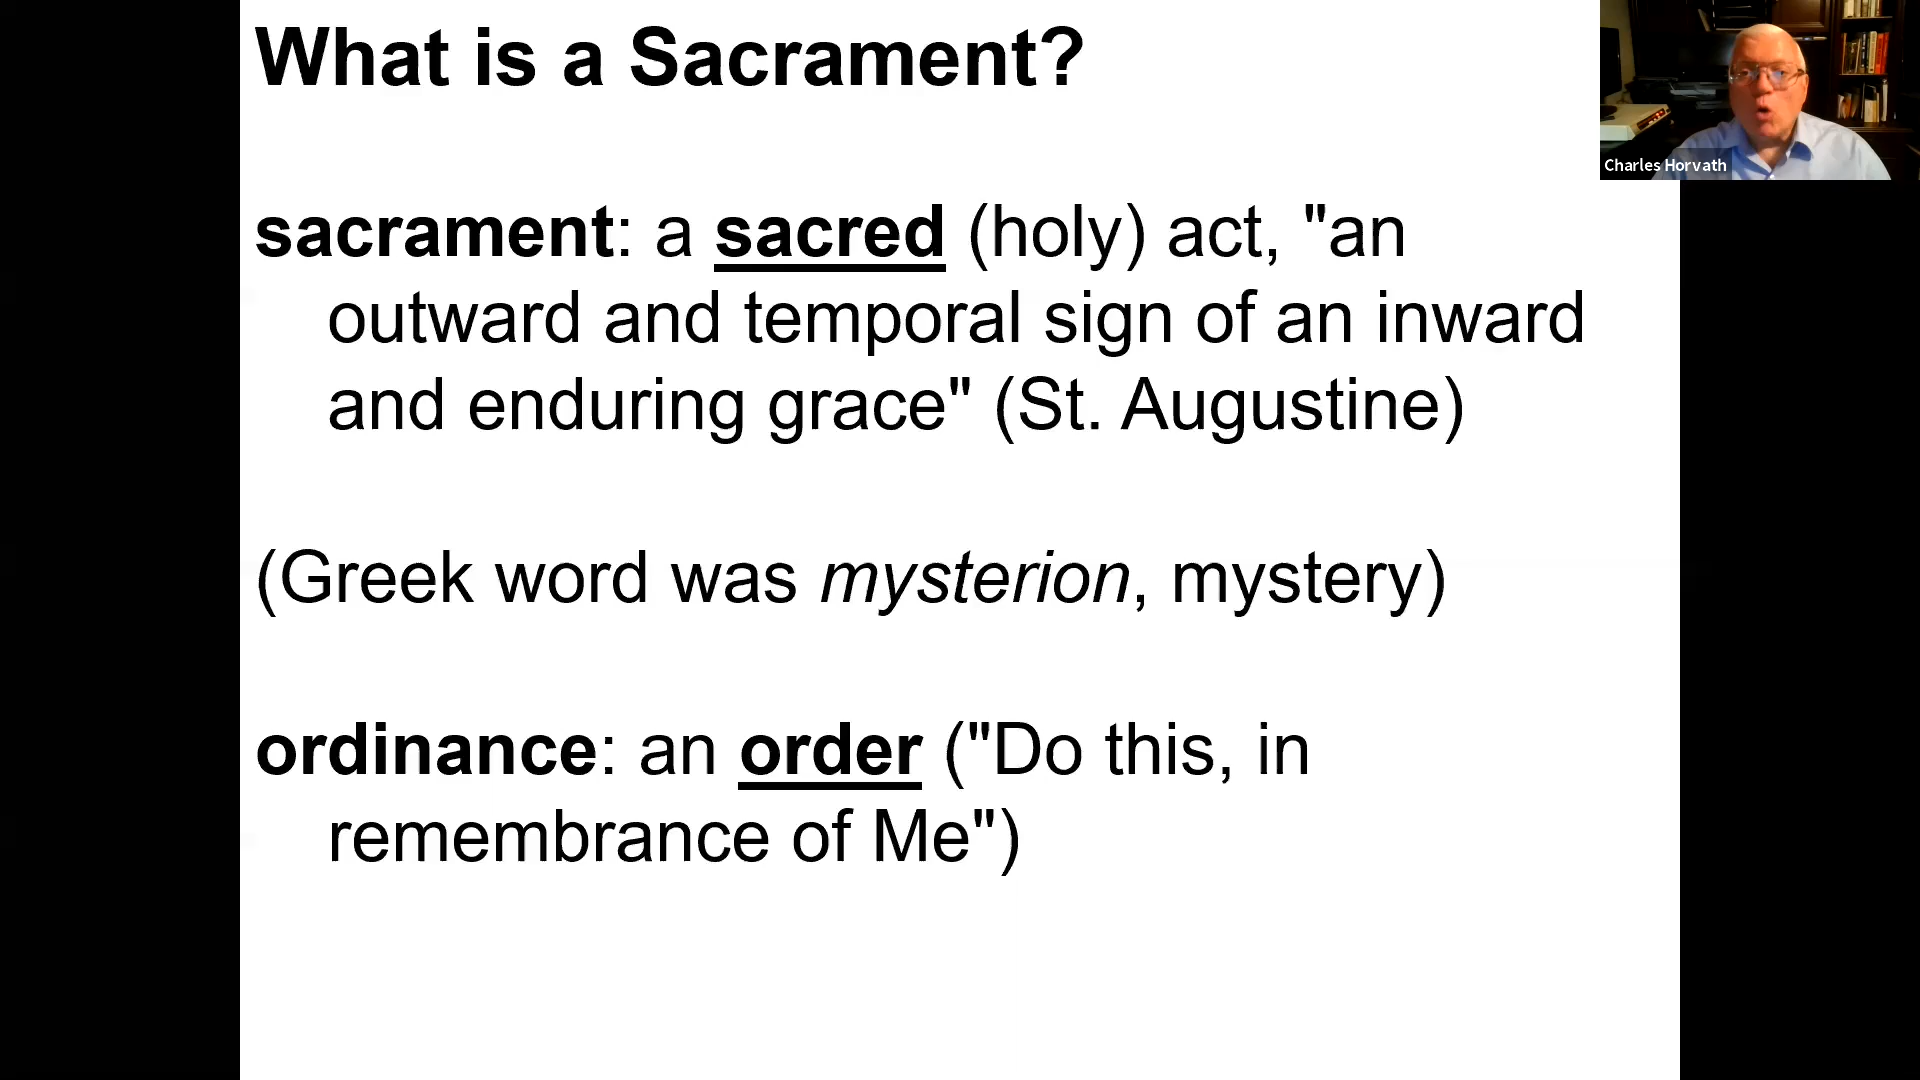 What is a Sacrament?
Charles Horvath
sacrament: a sacred (holy) act, "an
outward and temporal sign of an inward
and enduring grace" (St. Augustine)
(Greek word was mysterion, mystery)
ordinance: an order ("Do this, in
remembrance of Me")